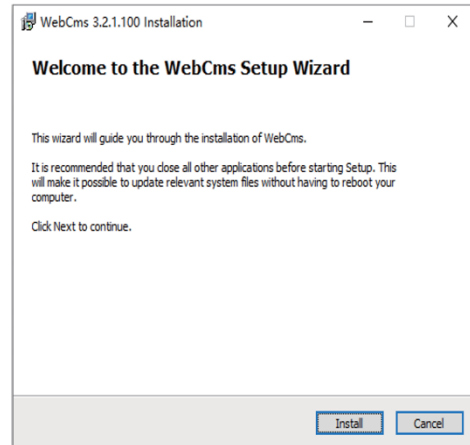 WebCms 3.2.1.100 Installation
Welcome to the WebCms Setup Wizard
This wizard will guide you through the installation of WebCms.
It is recommended that you close all other applications before starting Setup. This
will make it possible to update relevant system files without having to reboot your
computer.
Click Next to continue.
Install
Cancel